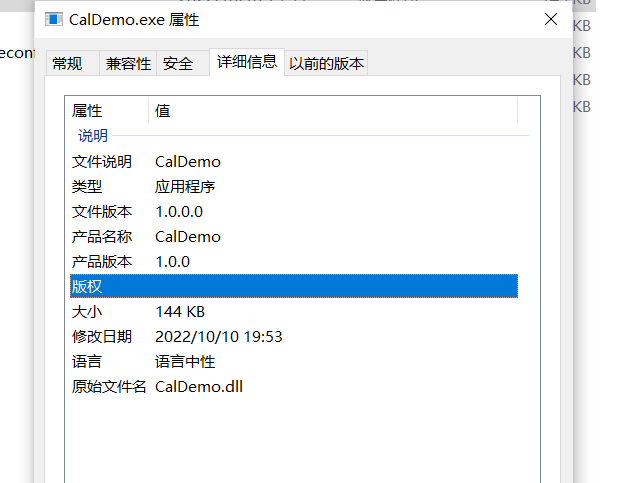 CalDemo.exe 属性
KB
econf
KB
KB
KB
常规 兼容性 安全 详细信息 以前的版本
属性 值
说明
文件说明 CalDemo
类型 应用程序
文件版本 1.0.0.0
产品名称 CalDemo
产品版本 1.0.0
版权
大小 144 KB
修改日期 2022/10/10 19:53
语言 语言中性
原始文件名 CalDemo.dll